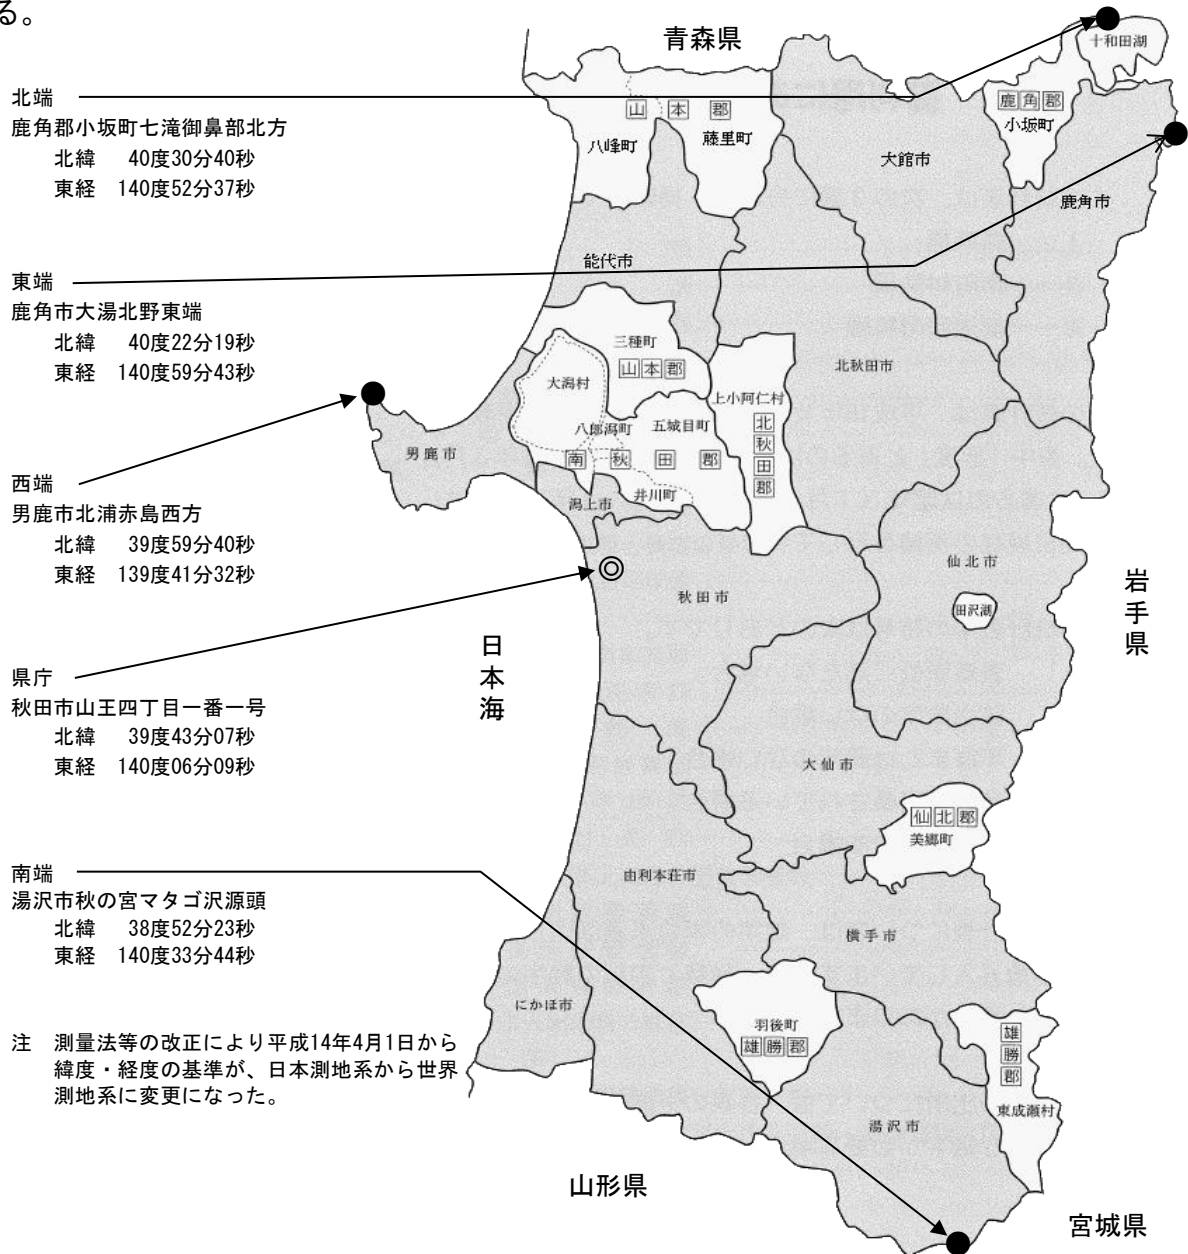 る。
北端
鹿角郡小坂町七滝御鼻部北方
北緯 40度30分40秒
東経 140度52分37秒
東端
鹿角市大湯北野東端
北緯 40度22分19秒
東経 140度59分43秒
西端
男鹿市北浦赤島西方
北緯 39度59分40秒
東経 139度41分32秒
県庁
秋田市山王四丁目一番一号
北緯 39度43分07秒
東経 140度06分09秒
南端
湯沢市秋の宮マタゴ沢源頭
北緯 38度52分23秒
東経 140度33分44秒
注 測量法等の改正により平成14年4月1日から
緯度・経度の基準が、日本測地系から世界
測地系に変更になった。
青森県
十和田湖
鹿角郡
小坂町
山本郡
八峰町
藤里町
大館市
鹿角市
能代市
三種町
山本郡
大潟村
北秋田市
上小阿仁村
北秋田郡
八郎潟町
五城目町
南秋田郡
井川町
男鹿市
潟上市
仙北市
田沢湖
秋田市
岩手県
日本海
大仙市
仙北郡
美郷町
由利本荘市
横手市
にかほ市
羽後町
雄勝郡
雄勝郡
東成瀬村
湯沢市
山形県
宮城県